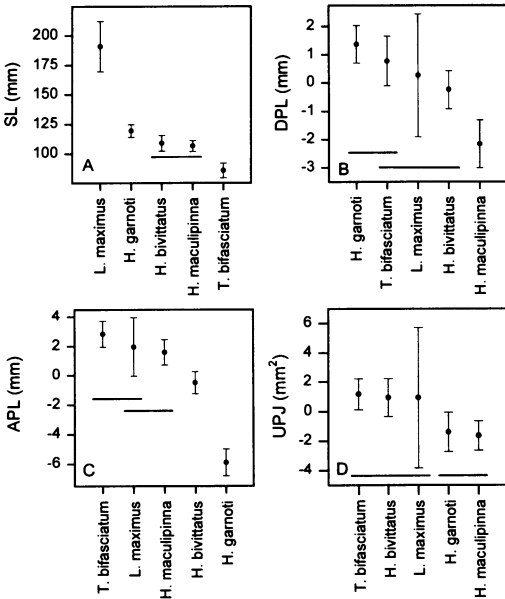 SL (mm)
200
175
150
125
100
A
L. maximus
H. garnoti
H. bivittatus
H. maculipinna
T. bifasciatum
DPL (mm)
2
1
0
-1
-2
-3
B
H. garnoti
T. bifasciatum
L. maximus
H. bivittatus
H. maculipinna
APL (mm)
4
2
0
-2
-4
-6
C
T. bifasciatum
L. maximus
H. maculipinna
H. bivittatus
H. garnoti
UPJ (mm²)
6
4
2
0
-2
-4
D
T. bifasciatum
H. bivittatus
L. maximus
H. garnoti
H. maculipinna